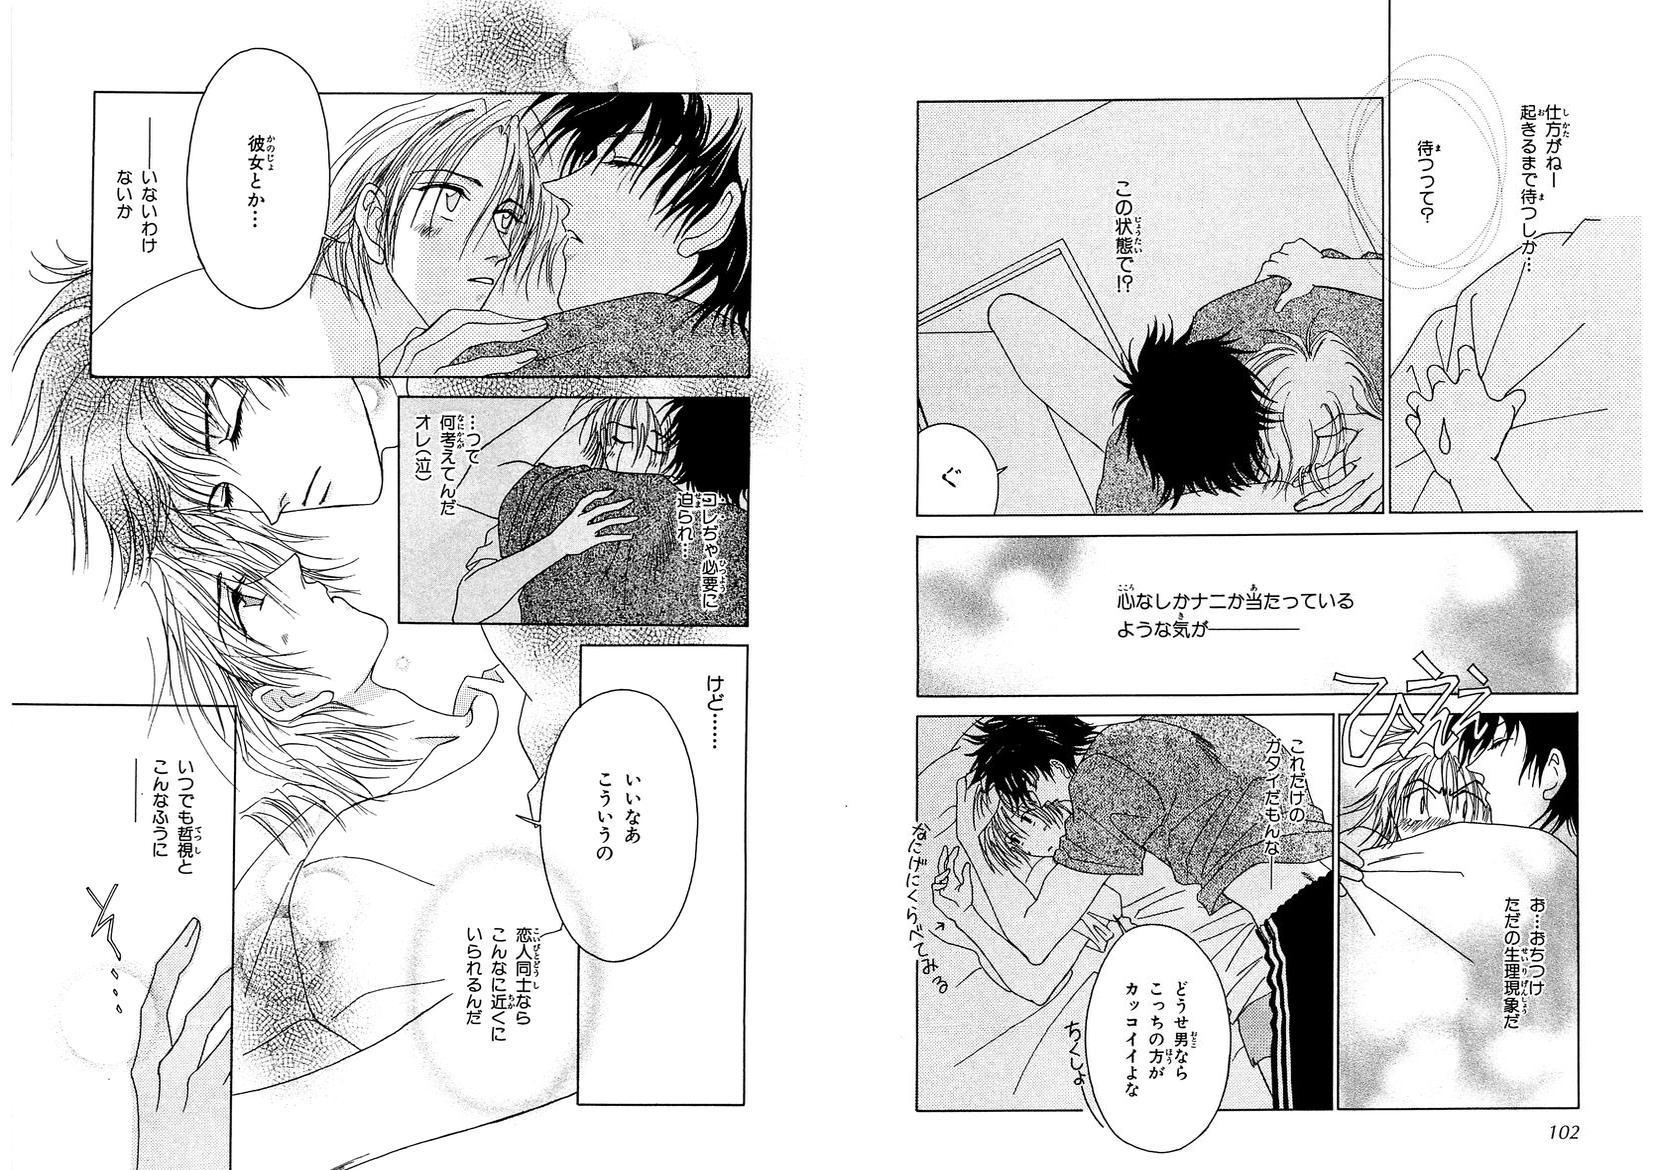 仕方がねー
起きるまで待つしか…
待つって?
この状態で!?
ぐ
心なしかナニか当たっている
ような気が――――
ひえええ
お…おちつけ
ただの生理現象だ
これだけの
ガタイだもんなー
なにげにくらべてみる
どうせ男なら
こっちの方が
カッコイイよな
ちくしょー
102
彼女とか…
――いないわけ
ないか
コレぢゃ必要に
迫られ…
…って
何考えてんだ
オレ(泣)
けど……
いいなあ
こういうの
恋人同士なら
こんなに近くに
いられるんだ
いつでも哲視と
こんなふうに
――